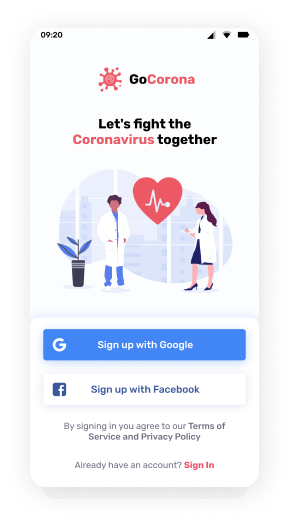 09:20
GoCorona
Let's fight the
Coronavirus together
Sign up with Google
Sign up with Facebook
By signing in you agree to our Terms of
Service and Privacy Policy
Already have an account? Sign In